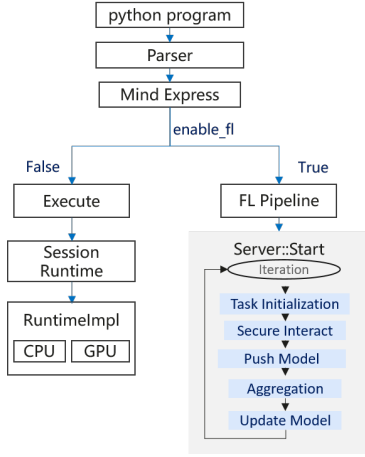 python program
Parser
Mind Express
enable_fl
False
True
Execute
FL Pipeline
Session
Runtime
RuntimeImpl
CPU
GPU
Server::Start
Iteration
Task Initialization
Secure Interact
Push Model
Aggregation
Update Model